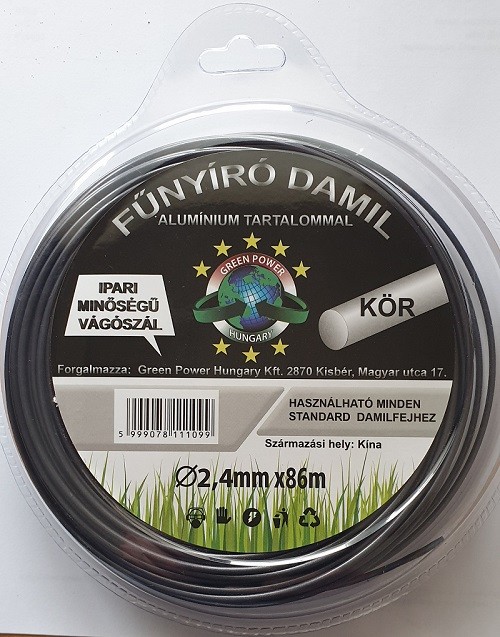 FŰNYÍRÓ DAMIL
ALUMÍNIUM TARTALOMMAL
GREEN POWER
HUNGARY
IPARI
MINŐSÉGŰ
VÁGÓSZÁL
KÖR
Forgalmazza: Green Power Hungary Kft. 2870 Kisbér, Magyar utca 17.
5 999078 111099
HASZNÁLHATÓ MINDEN
STANDARD DAMILFEJHEZ
Származási hely: Kína
Ø2,4mm x86m